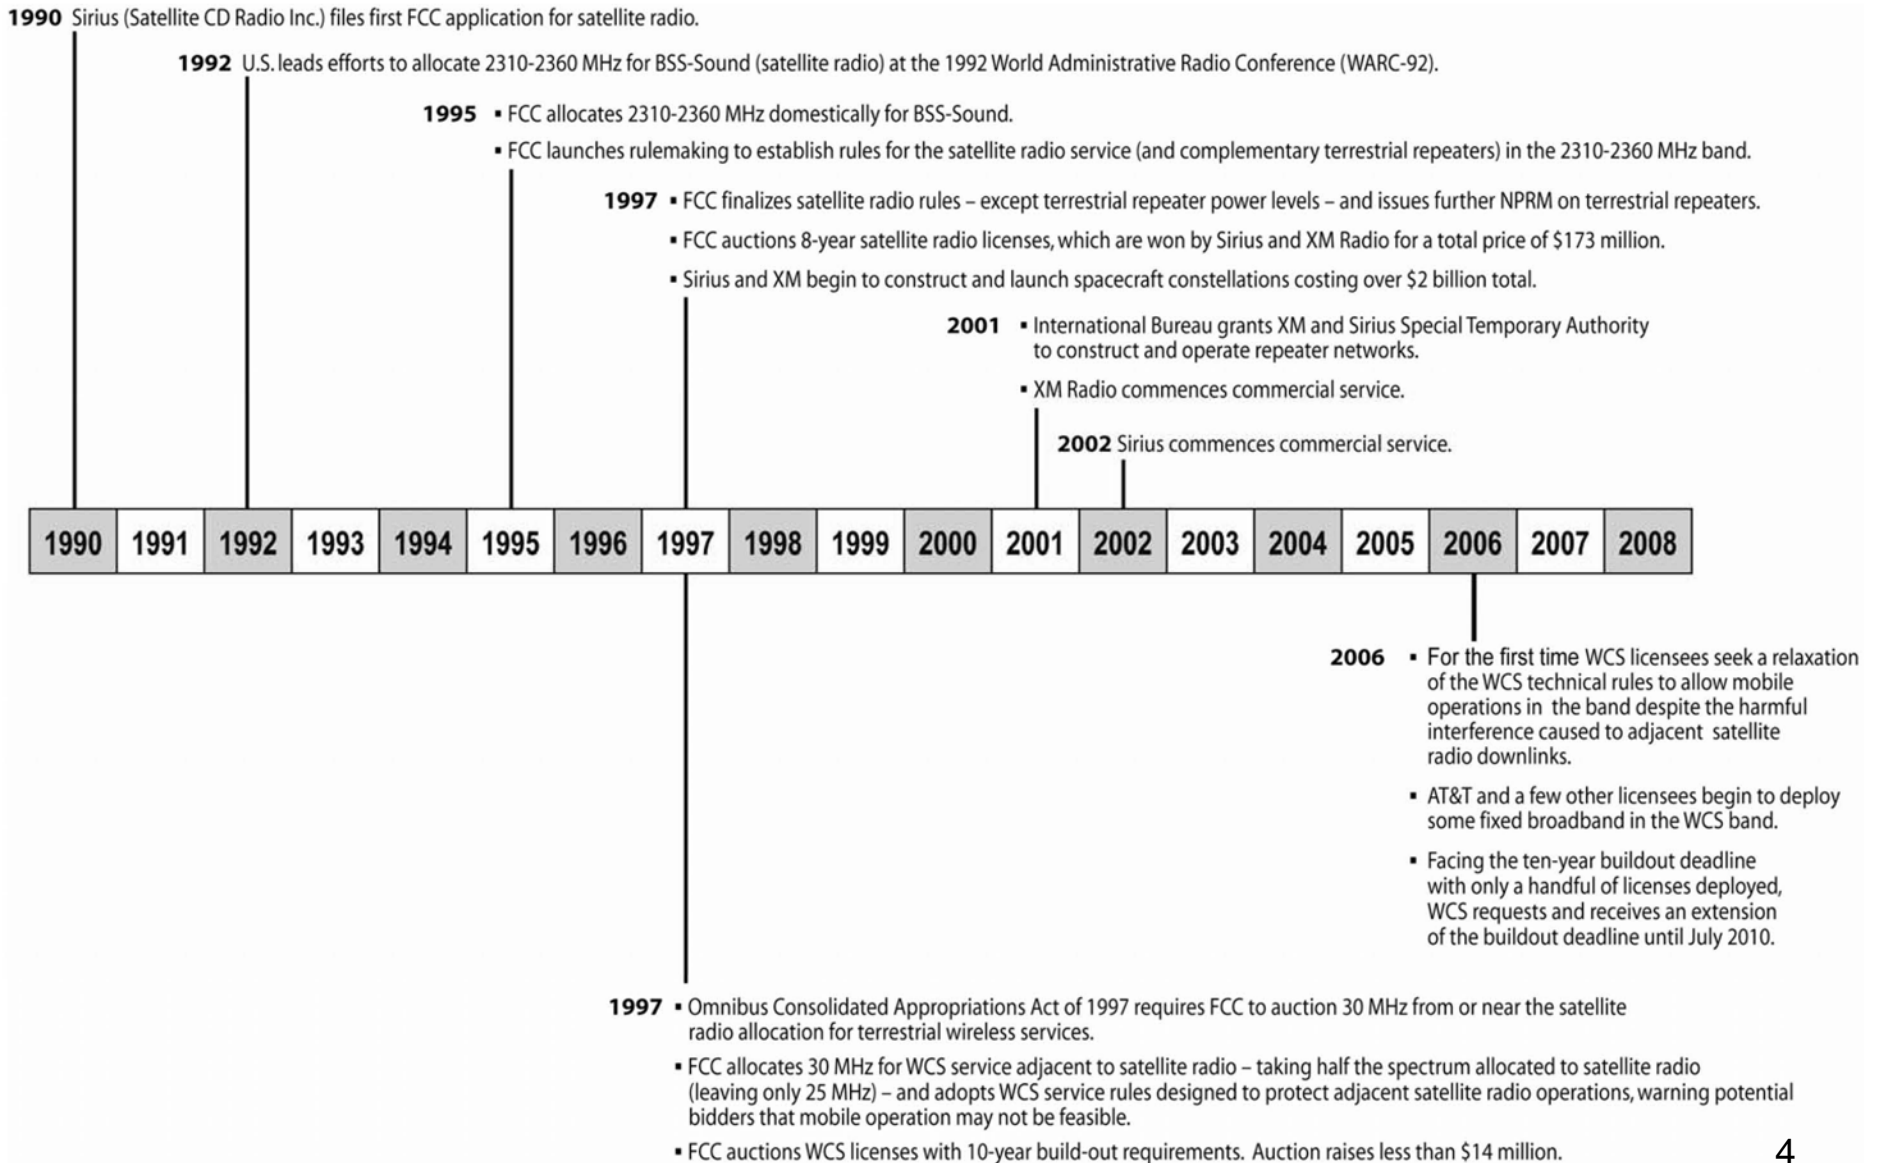 1990 Sirius (Satellite CD Radio Inc.) files first FCC application for satellite radio.
1992 U.S. leads efforts to allocate 2310-2360 MHz for BSS-Sound (satellite radio) at the 1992 World Administrative Radio Conference (WARC-92).
1995 ▪ FCC allocates 2310-2360 MHz domestically for BSS-Sound.
▪ FCC launches rulemaking to establish rules for the satellite radio service (and complementary terrestrial repeaters) in the 2310-2360 MHz band.
1997 ▪ FCC finalizes satellite radio rules – except terrestrial repeater power levels – and issues further NPRM on terrestrial repeaters.
▪ FCC auctions 8-year satellite radio licenses, which are won by Sirius and XM Radio for a total price of $173 million.
▪ Sirius and XM begin to construct and launch spacecraft constellations costing over $2 billion total.
2001 ▪ International Bureau grants XM and Sirius Special Temporary Authority
to construct and operate repeater networks.
▪ XM Radio commences commercial service.
2002 Sirius commences commercial service.
1990 1991 1992 1993 1994 1995 1996 1997 1998 1999 2000 2001 2002 2003 2004 2005 2006 2007 2008
2006 ▪ For the first time WCS licensees seek a relaxation
of the WCS technical rules to allow mobile
operations in the band despite the harmful
interference caused to adjacent satellite
radio downlinks.
▪ AT&T and a few other licensees begin to deploy
some fixed broadband in the WCS band.
▪ Facing the ten-year buildout deadline
with only a handful of licenses deployed,
WCS requests and receives an extension
of the buildout deadline until July 2010.
1997 ▪ Omnibus Consolidated Appropriations Act of 1997 requires FCC to auction 30 MHz from or near the satellite
radio allocation for terrestrial wireless services.
▪ FCC allocates 30 MHz for WCS service adjacent to satellite radio – taking half the spectrum allocated to satellite radio
(leaving only 25 MHz) – and adopts WCS service rules designed to protect adjacent satellite radio operations, warning potential
bidders that mobile operation may not be feasible.
▪ FCC auctions WCS licenses with 10-year build-out requirements. Auction raises less than $14 million.
4